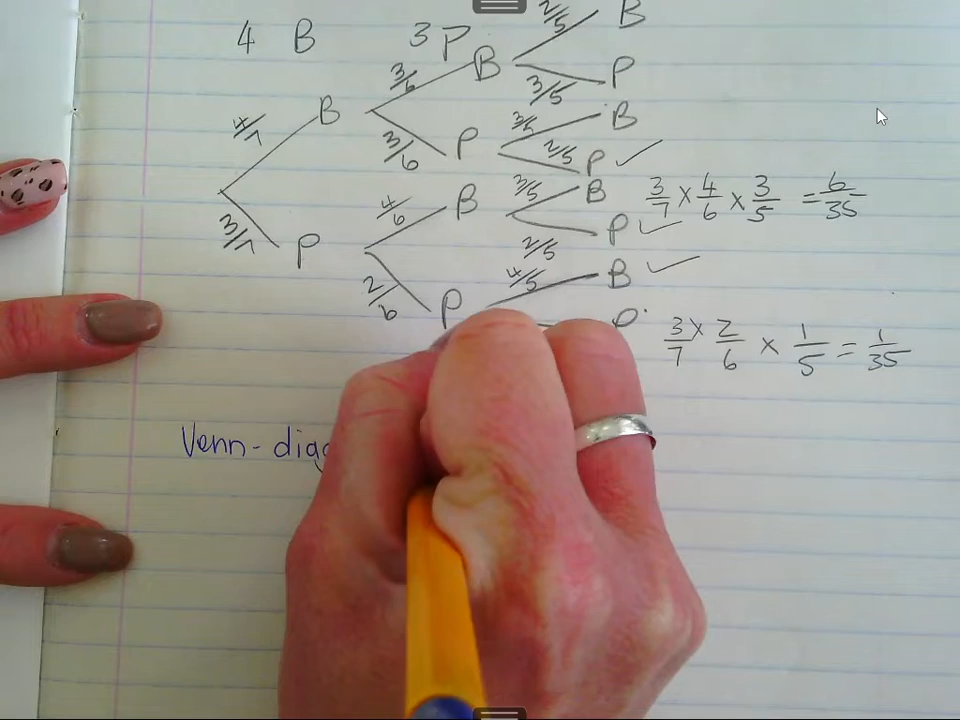 2/5 B
4 B 3 P
3/6 B
3/5 P
4/7 B
3/5 B
3/6 P
2/5 P ✓
4/6 B 3/5 B
3/7 × 4/6 × 3/5 = 6/35
P ✓
3/7 P
2/5
4/5 B ✓
2/6 P
P
3/7 × 2/6 × 1/5 = 1/35
Venn-diag